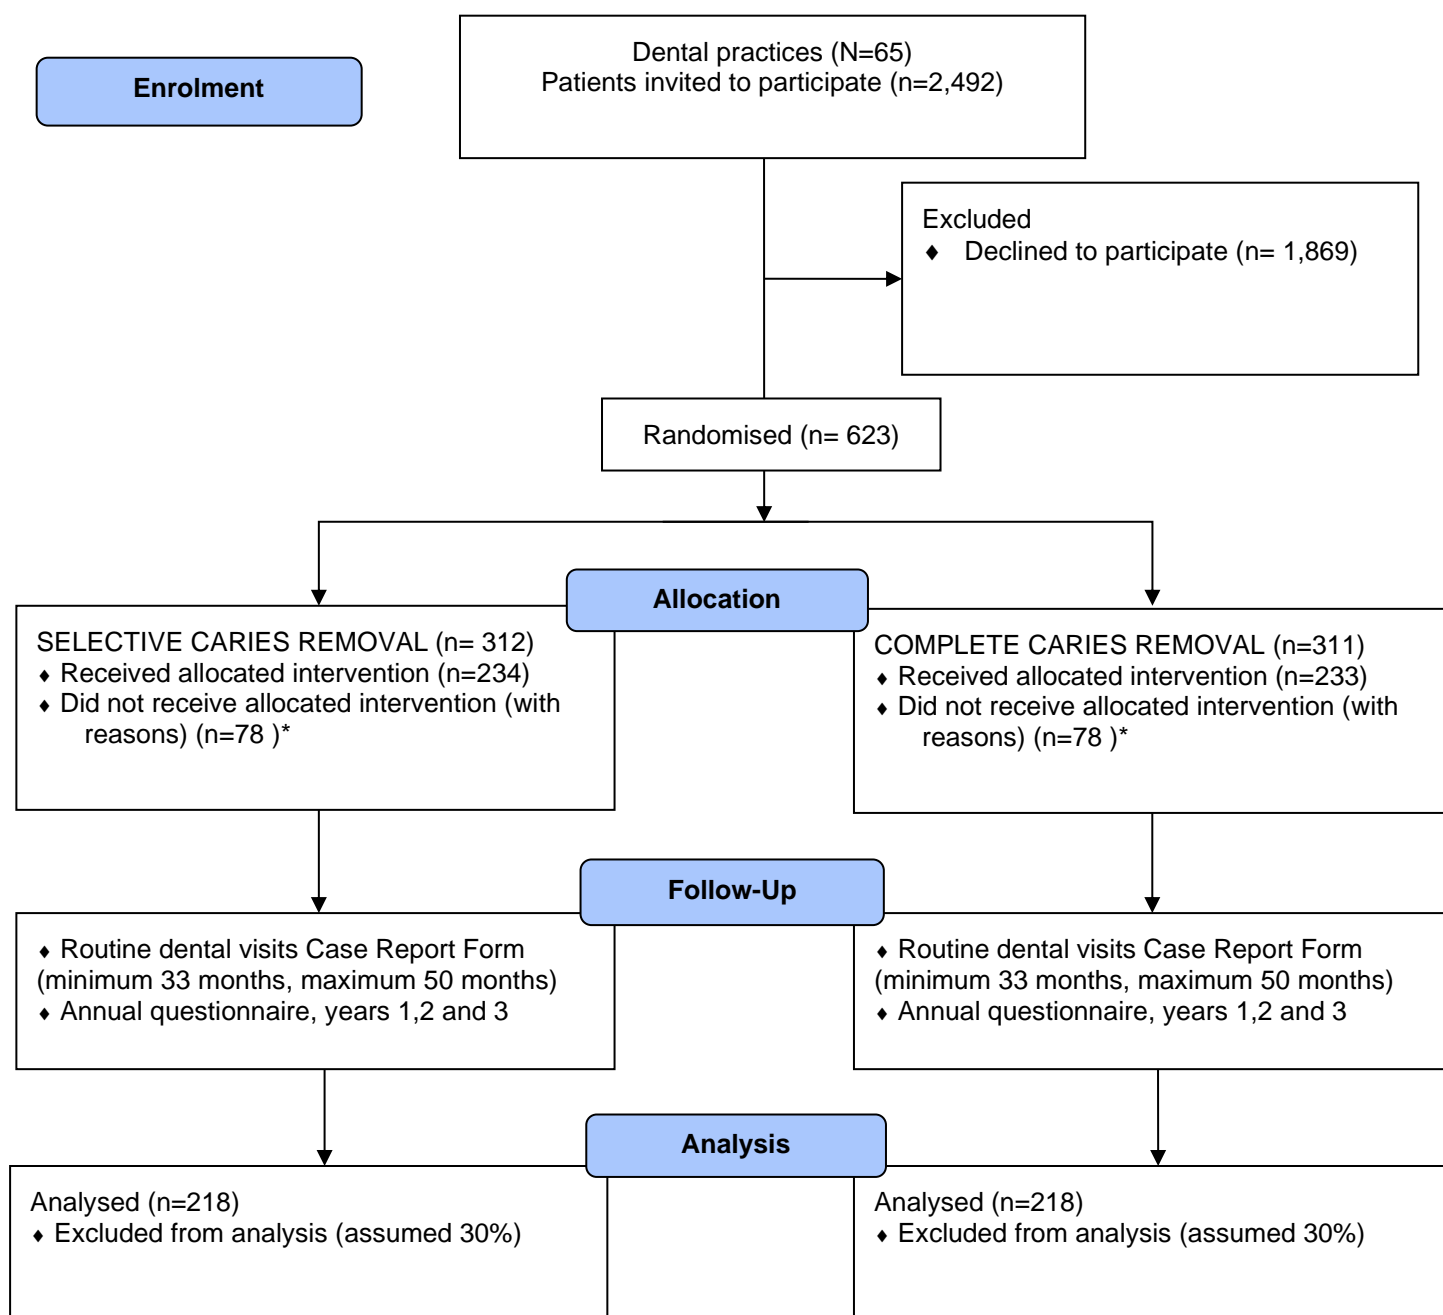 Enrolment
Dental practices (N=65)
Patients invited to participate (n=2,492)
Excluded
♦ Declined to participate (n= 1,869)
Randomised (n= 623)
Allocation
SELECTIVE CARIES REMOVAL (n= 312)
♦ Received allocated intervention (n=234)
♦ Did not receive allocated intervention (with
reasons) (n=78 )*
COMPLETE CARIES REMOVAL (n=311)
♦ Received allocated intervention (n=233)
♦ Did not receive allocated intervention (with
reasons) (n=78 )*
Follow-Up
♦ Routine dental visits Case Report Form
(minimum 33 months, maximum 50 months)
♦ Annual questionnaire, years 1,2 and 3
♦ Routine dental visits Case Report Form
(minimum 33 months, maximum 50 months)
♦ Annual questionnaire, years 1,2 and 3
Analysis
Analysed (n=218)
♦ Excluded from analysis (assumed 30%)
Analysed (n=218)
♦ Excluded from analysis (assumed 30%)